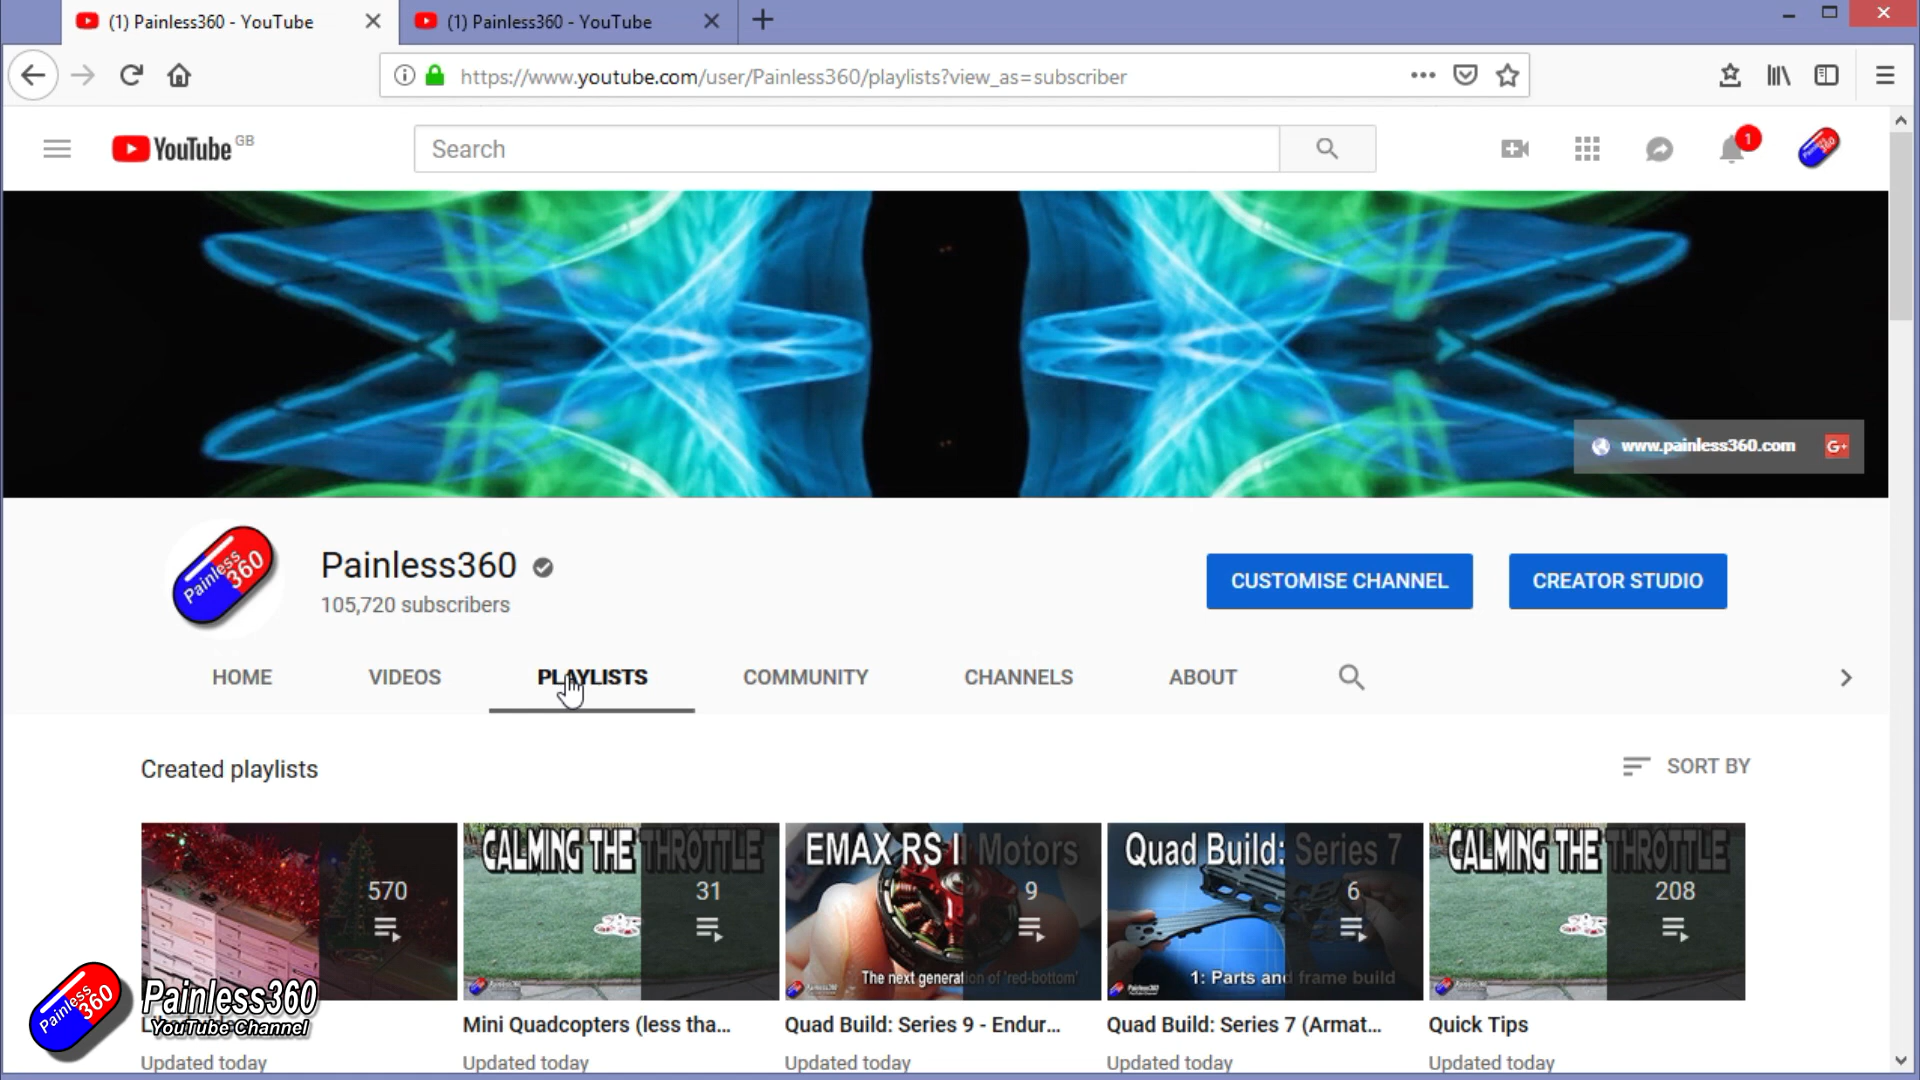 (1) Painless360 - YouTube
(1) Painless360 - YouTube
https://www.youtube.com/user/Painless360/playlists?view_as=subscriber
YouTube GB
Search
1
Painless360
www.painless360.com
G+
Painless360
Painless360
105,720 subscribers
CUSTOMISE CHANNEL
CREATOR STUDIO
HOME
VIDEOS
PLAYLISTS
COMMUNITY
CHANNELS
ABOUT
Created playlists
SORT BY
570
CALMING THE THROTTLE
31
EMAX RS II Motors
9
The next generation of 'red-bottom'
Quad Build: Series 7
6
1: Parts and frame build
CALMING THE THROTTLE
208
Painless360
Painless360
YouTube Channel
Mini Quadcopters (less tha...
Quad Build: Series 9 - Endur...
Quad Build: Series 7 (Armat...
Quick Tips
Updated today
Updated today
Updated today
Updated today
Updated today